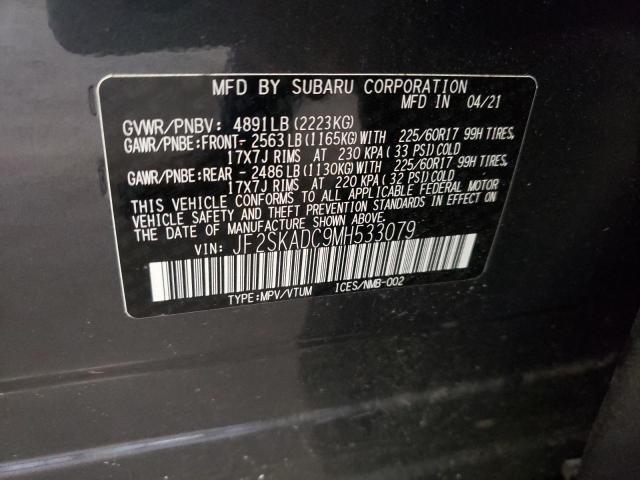 MFD BY SUBARU CORPORATION
MFD IN 04/21
GVWR/PNBV: 4891LB(2223KG)
GAWR/PNBE:FRONT- 2563LB(1165KG)WITH 225/60R17 99H TIRES,
17X7J RIMS AT 230 KPA (33 PSI)COLD
GAWR/PNBE:REAR - 2486LB(1130KG)WITH 225/60R17 99H TIRES,
17X7J RIMS AT 220 KPA (32 PSI)COLD
THIS VEHICLE CONFORMS TO ALL APPLICABLE FEDERAL MOTOR
VEHICLE SAFETY AND THEFT PREVENTION STANDARDS IN EFFECT
ON THE DATE OF MANUFACTURE SHOWN ABOVE.
VIN: JF2SKADC9MH533079
TYPE:MPV/VTUM ICES/NMB-002